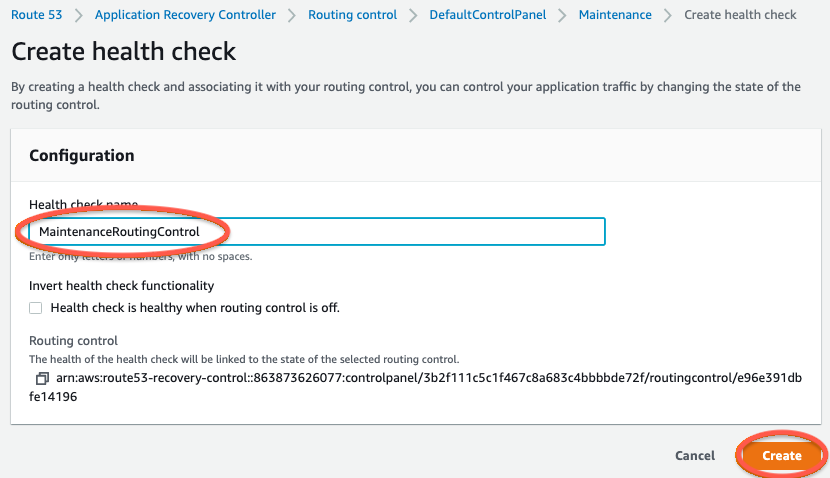 Route 53 > Application Recovery Controller > Routing control > DefaultControlPanel > Maintenance > Create health check
Create health check
By creating a health check and associating it with your routing control, you can control your application traffic by changing the state of the
routing control.
Configuration
Health check name
MaintenanceRoutingControl
Enter only letters or numbers, with no spaces.
Invert health check functionality
Health check is healthy when routing control is off.
Routing control
The health of the health check will be linked to the state of the selected routing control.
arn:aws:route53-recovery-control::863873626077:controlpanel/3b2f111c5c1f467c8a683c4bbbbde72f/routingcontrol/e96e391db
fe14196
Cancel Create